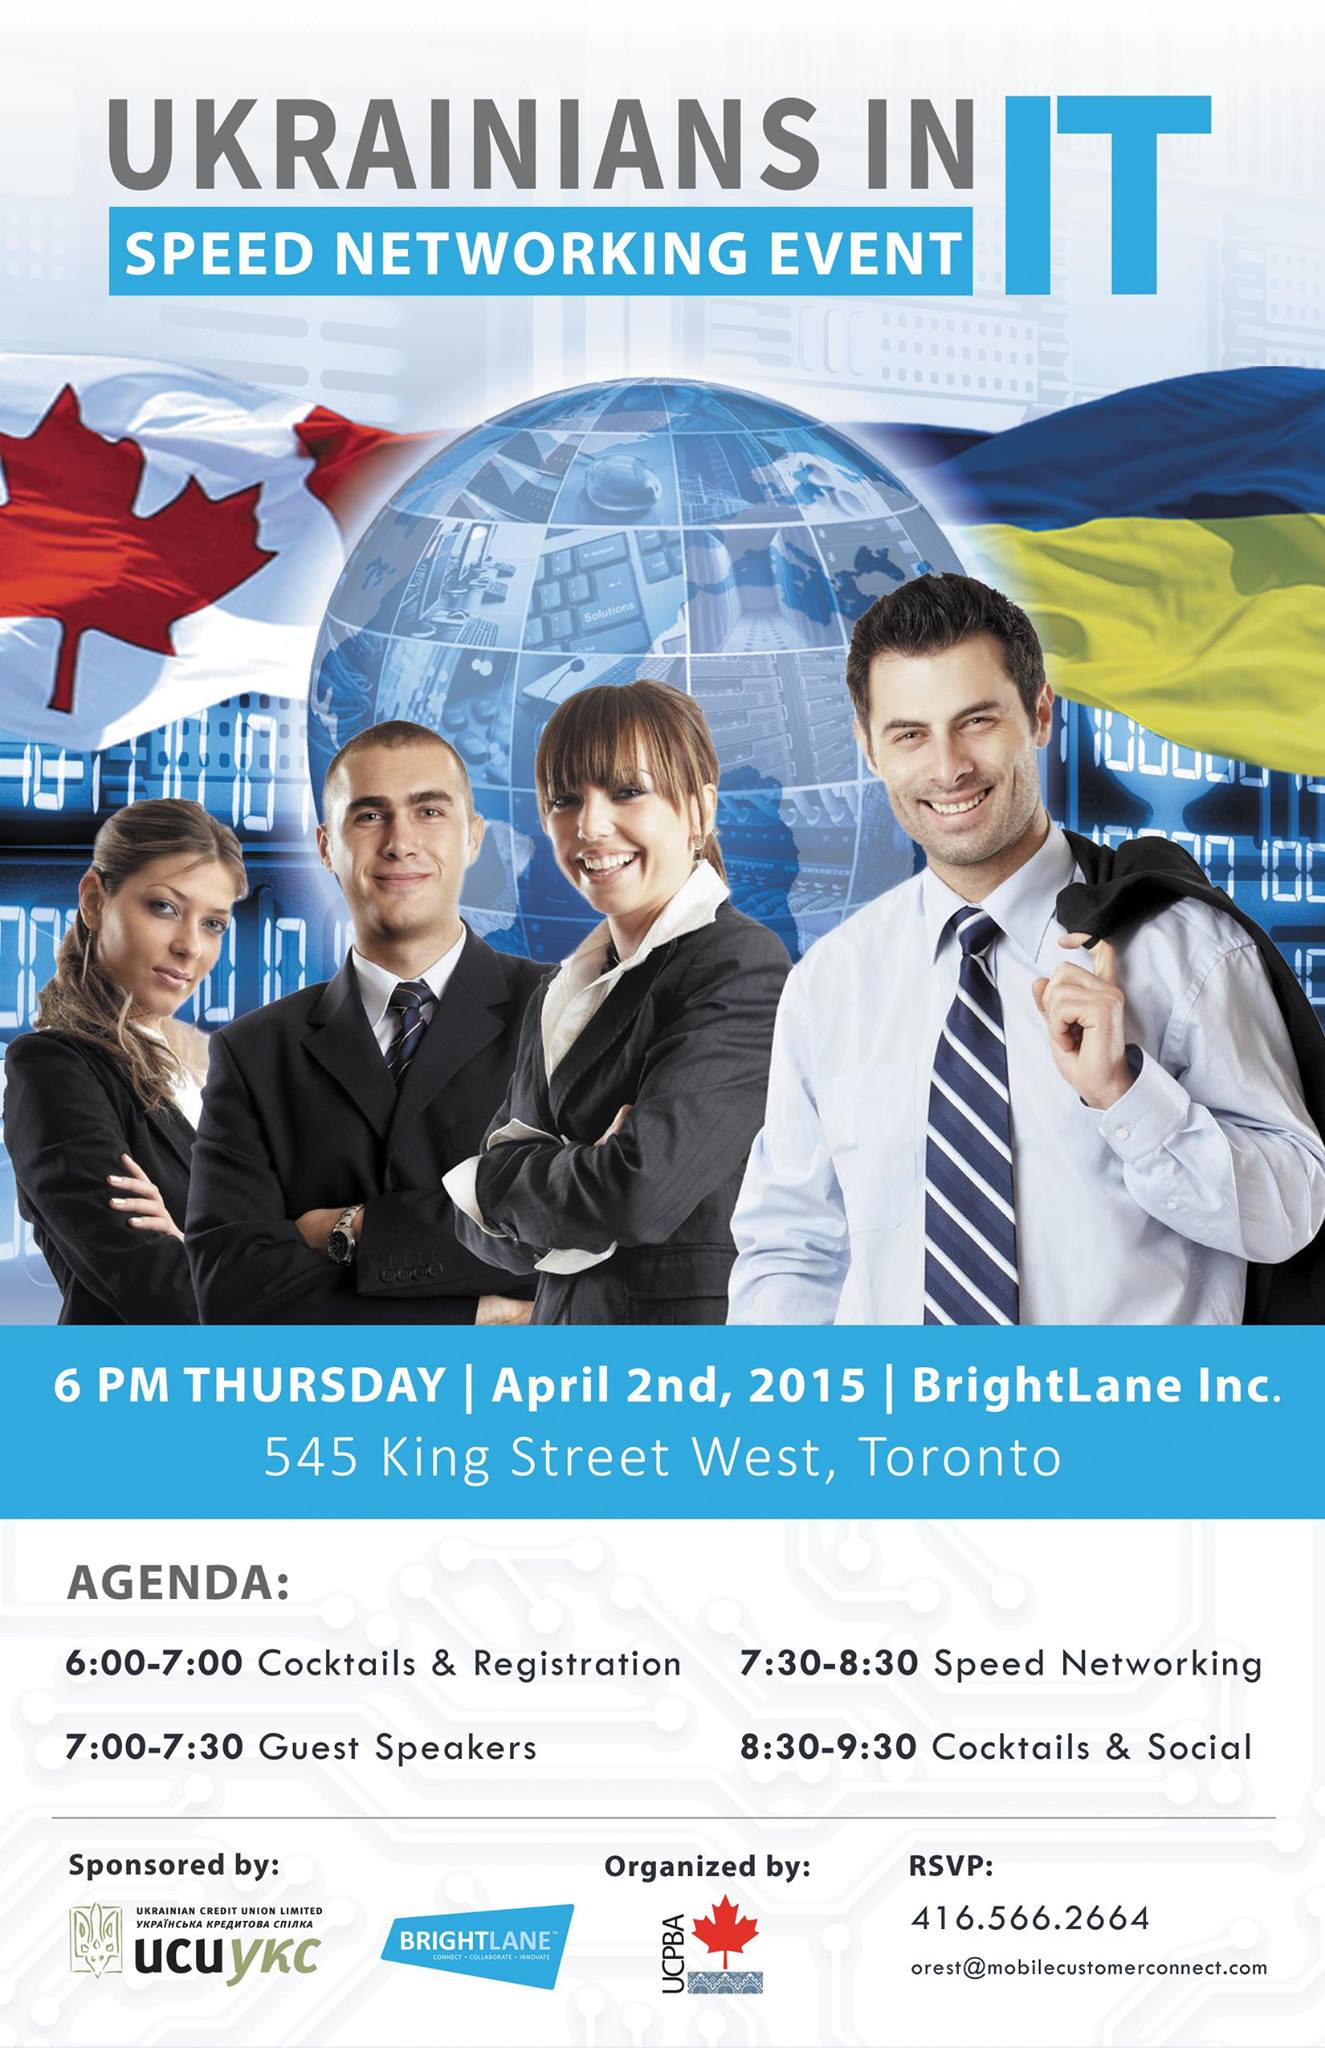 UKRAINIANS IN IT
SPEED NETWORKING EVENT
Solutions
6 PM THURSDAY | April 2nd, 2015 | BrightLane Inc.
545 King Street West, Toronto
AGENDA:
6:00-7:00 Cocktails & Registration
7:00-7:30 Guest Speakers
7:30-8:30 Speed Networking
8:30-9:30 Cocktails & Social
Sponsored by:
UKRAINIAN CREDIT UNION LIMITED
УКРАЇНСЬКА КРЕДИТОВА СПІЛКА
ucuукс
BRIGHTLANE™
CONNECT • COLLABORATE • INNOVATE
Organized by:
UCPBA
RSVP:
416.566.2664
orest@mobilecustomerconnect.com